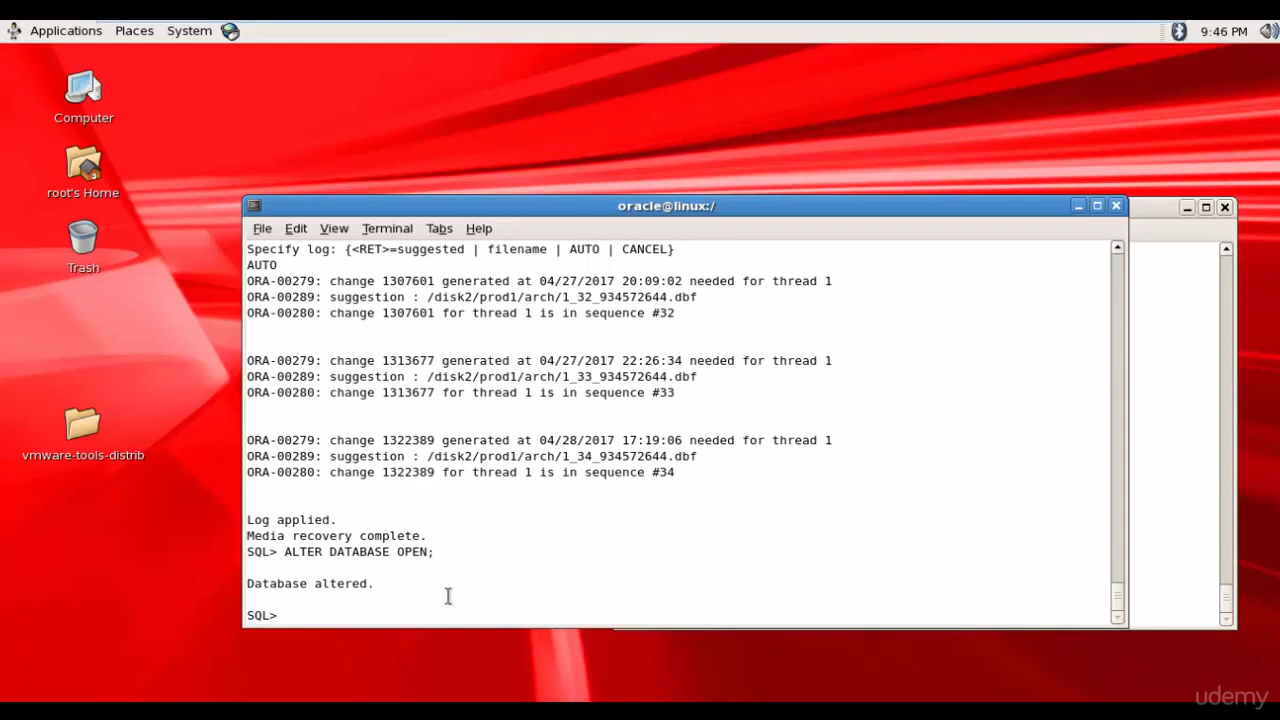 Applications Places System 9:46 PM
Computer
root's Home
Trash
vmware-tools-distrib
oracle@linux:/
File Edit View Terminal Tabs Help
Specify log: {<RET>=suggested | filename | AUTO | CANCEL}
AUTO
ORA-00279: change 1307601 generated at 04/27/2017 20:09:02 needed for thread 1
ORA-00289: suggestion : /disk2/prod1/arch/1_32_934572644.dbf
ORA-00280: change 1307601 for thread 1 is in sequence #32
ORA-00279: change 1313677 generated at 04/27/2017 22:26:34 needed for thread 1
ORA-00289: suggestion : /disk2/prod1/arch/1_33_934572644.dbf
ORA-00280: change 1313677 for thread 1 is in sequence #33
ORA-00279: change 1322389 generated at 04/28/2017 17:19:06 needed for thread 1
ORA-00289: suggestion : /disk2/prod1/arch/1_34_934572644.dbf
ORA-00280: change 1322389 for thread 1 is in sequence #34
Log applied.
Media recovery complete.
SQL> ALTER DATABASE OPEN;
Database altered.
SQL>
udemy